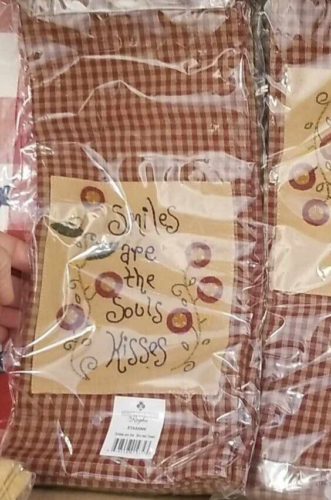 Smiles
are
the
Souls
Kisses